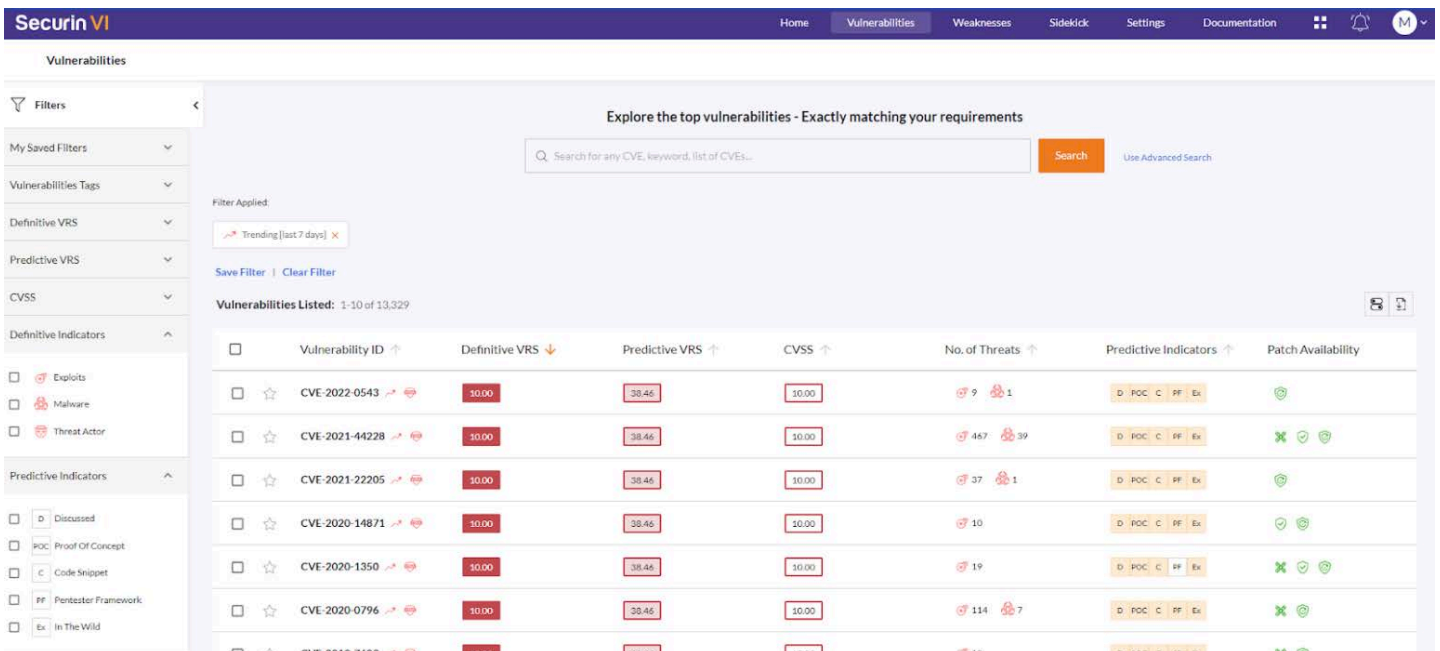 Securin VI
Home Vulnerabilities Weaknesses Sidekick Settings Documentation M
Vulnerabilities
Filters
My Saved Filters
Vulnerabilities Tags
Definitive VRS
Predictive VRS
CVSS
Definitive Indicators
Exploits
Malware
Threat Actor
Predictive Indicators
D Discussed
POC Proof Of Concept
C Code Snippet
PF Pentester Framework
Ex In The Wild
Explore the top vulnerabilities - Exactly matching your requirements
Search for any CVE, keyword, list of CVEs... Search Use Advanced Search
Filter Applied:
Trending [last 7 days] ×
Save Filter | Clear Filter
Vulnerabilities Listed: 1-10 of 13,329
Vulnerability ID Definitive VRS Predictive VRS CVSS No. of Threats Predictive Indicators Patch Availability
CVE-2022-0543 10.00 38.46 10.00 9 1 D POC C PF Ex
CVE-2021-44228 10.00 38.46 10.00 467 39 D POC C PF Ex
CVE-2021-22205 10.00 38.46 10.00 37 1 D POC C PF Ex
CVE-2020-14871 10.00 38.46 10.00 10 D POC C PF Ex
CVE-2020-1350 10.00 38.46 10.00 19 D POC C PF Ex
CVE-2020-0796 10.00 38.46 10.00 114 7 D POC C PF Ex